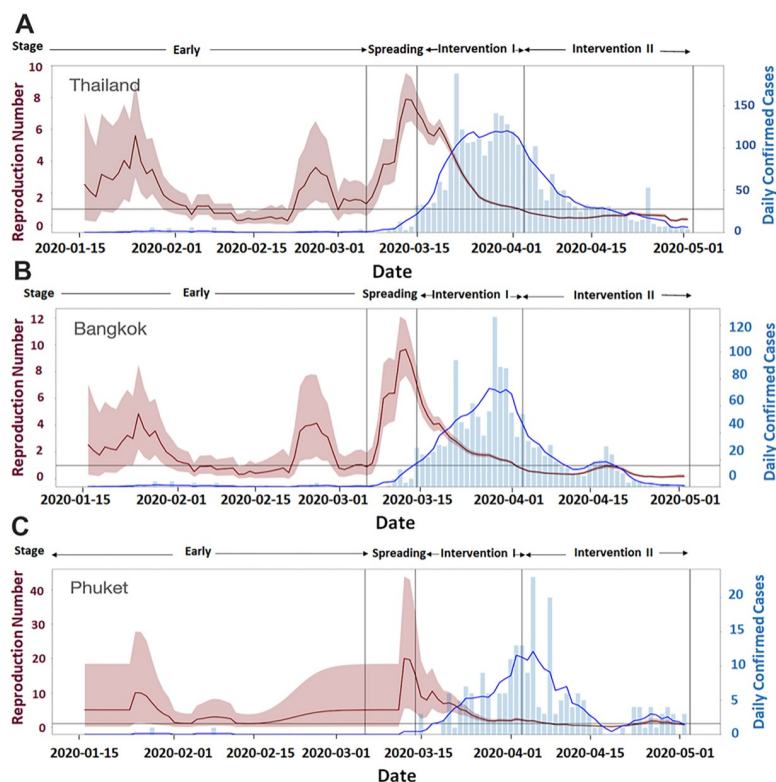 A
Stage Early Spreading Intervention I Intervention II
Thailand
Reproduction Number
10
8
6
4
2
0
Daily Confirmed Cases
150
100
50
0
2020-01-15 2020-02-01 2020-02-15 2020-03-01 2020-03-15 2020-04-01 2020-04-15 2020-05-01
Date
B
Stage Early Spreading Intervention I Intervention II
Bangkok
Reproduction Number
12
10
8
6
4
2
0
Daily Confirmed Cases
120
100
80
60
40
20
0
2020-01-15 2020-02-01 2020-02-15 2020-03-01 2020-03-15 2020-04-01 2020-04-15 2020-05-01
Date
C
Stage Early Spreading Intervention I Intervention II
Phuket
Reproduction Number
40
30
20
10
0
Daily Confirmed Cases
20
15
10
5
0
2020-01-15 2020-02-01 2020-02-15 2020-03-01 2020-03-15 2020-04-01 2020-04-15 2020-05-01
Date